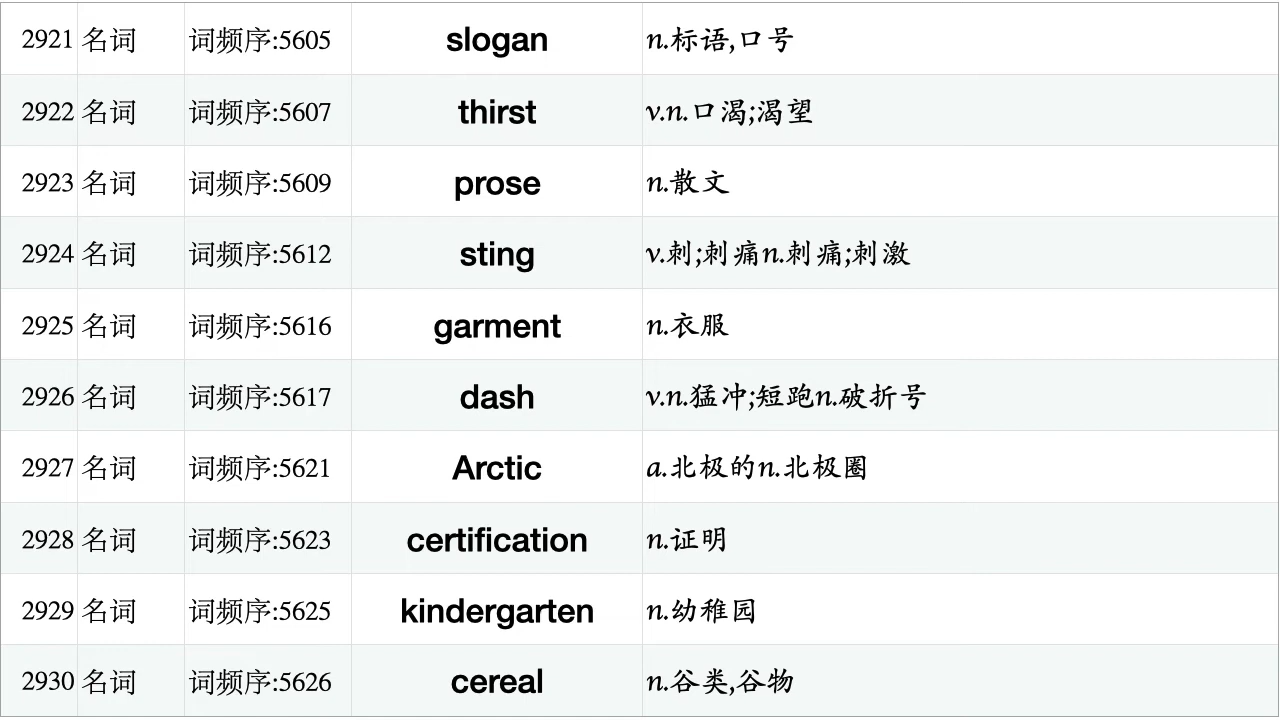 2921 名词 词频序:5605 slogan n.标语,口号
2922 名词 词频序:5607 thirst v.n.口渴;渴望
2923 名词 词频序:5609 prose n.散文
2924 名词 词频序:5612 sting v.刺;刺痛n.刺痛;刺激
2925 名词 词频序:5616 garment n.衣服
2926 名词 词频序:5617 dash v.n.猛冲;短跑n.破折号
2927 名词 词频序:5621 Arctic a.北极的n.北极圈
2928 名词 词频序:5623 certification n.证明
2929 名词 词频序:5625 kindergarten n.幼稚园
2930 名词 词频序:5626 cereal n.谷类,谷物